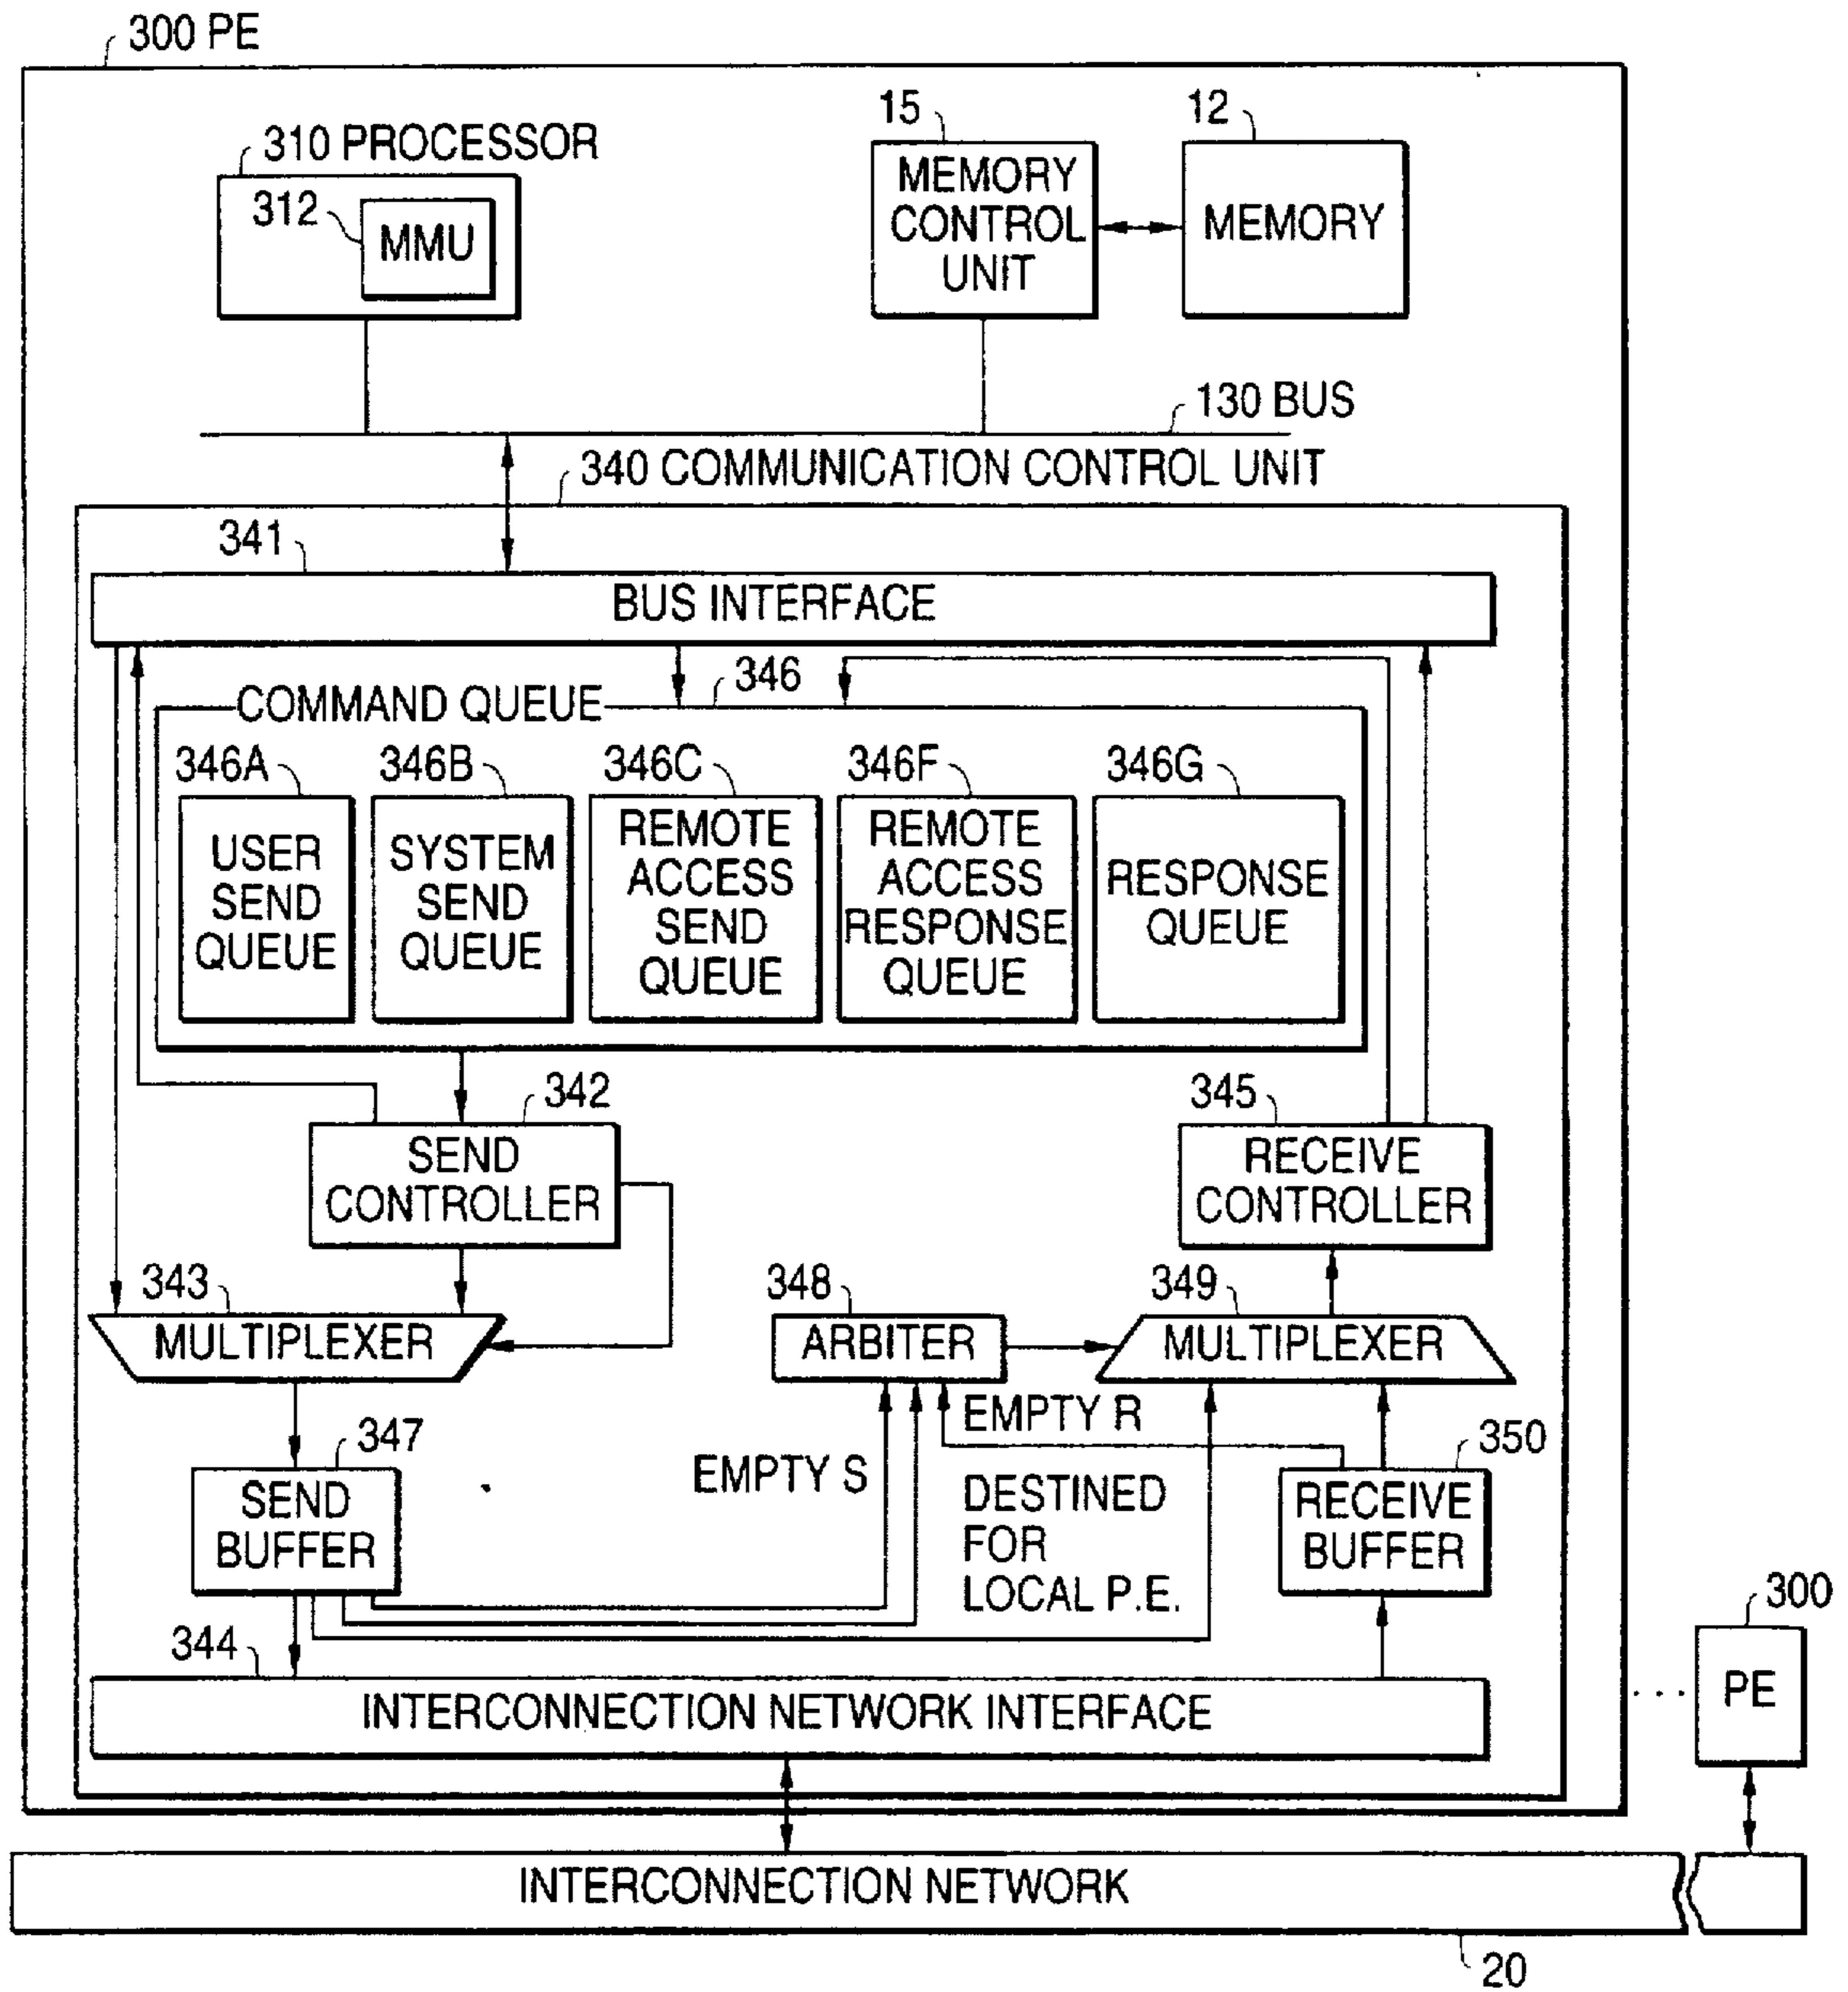 300 PE
15
12
310 PROCESSOR
312
MMU
MEMORY
CONTROL
UNIT
MEMORY
130 BUS
340 COMMUNICATION CONTROL UNIT
341
BUS INTERFACE
346
COMMAND QUEUE
346A
346B
346C
346F
346G
USER
SEND
QUEUE
SYSTEM
SEND
QUEUE
REMOTE
ACCESS
SEND
QUEUE
REMOTE
ACCESS
RESPONSE
QUEUE
RESPONSE
QUEUE
342
345
SEND
CONTROLLER
RECEIVE
CONTROLLER
343
348
349
MULTIPLEXER
ARBITER
MULTIPLEXER
EMPTY R
347
350
EMPTY S
SEND
BUFFER
DESTINED
FOR
LOCAL P.E.
RECEIVE
BUFFER
300
344
INTERCONNECTION NETWORK INTERFACE
...
PE
INTERCONNECTION NETWORK
20